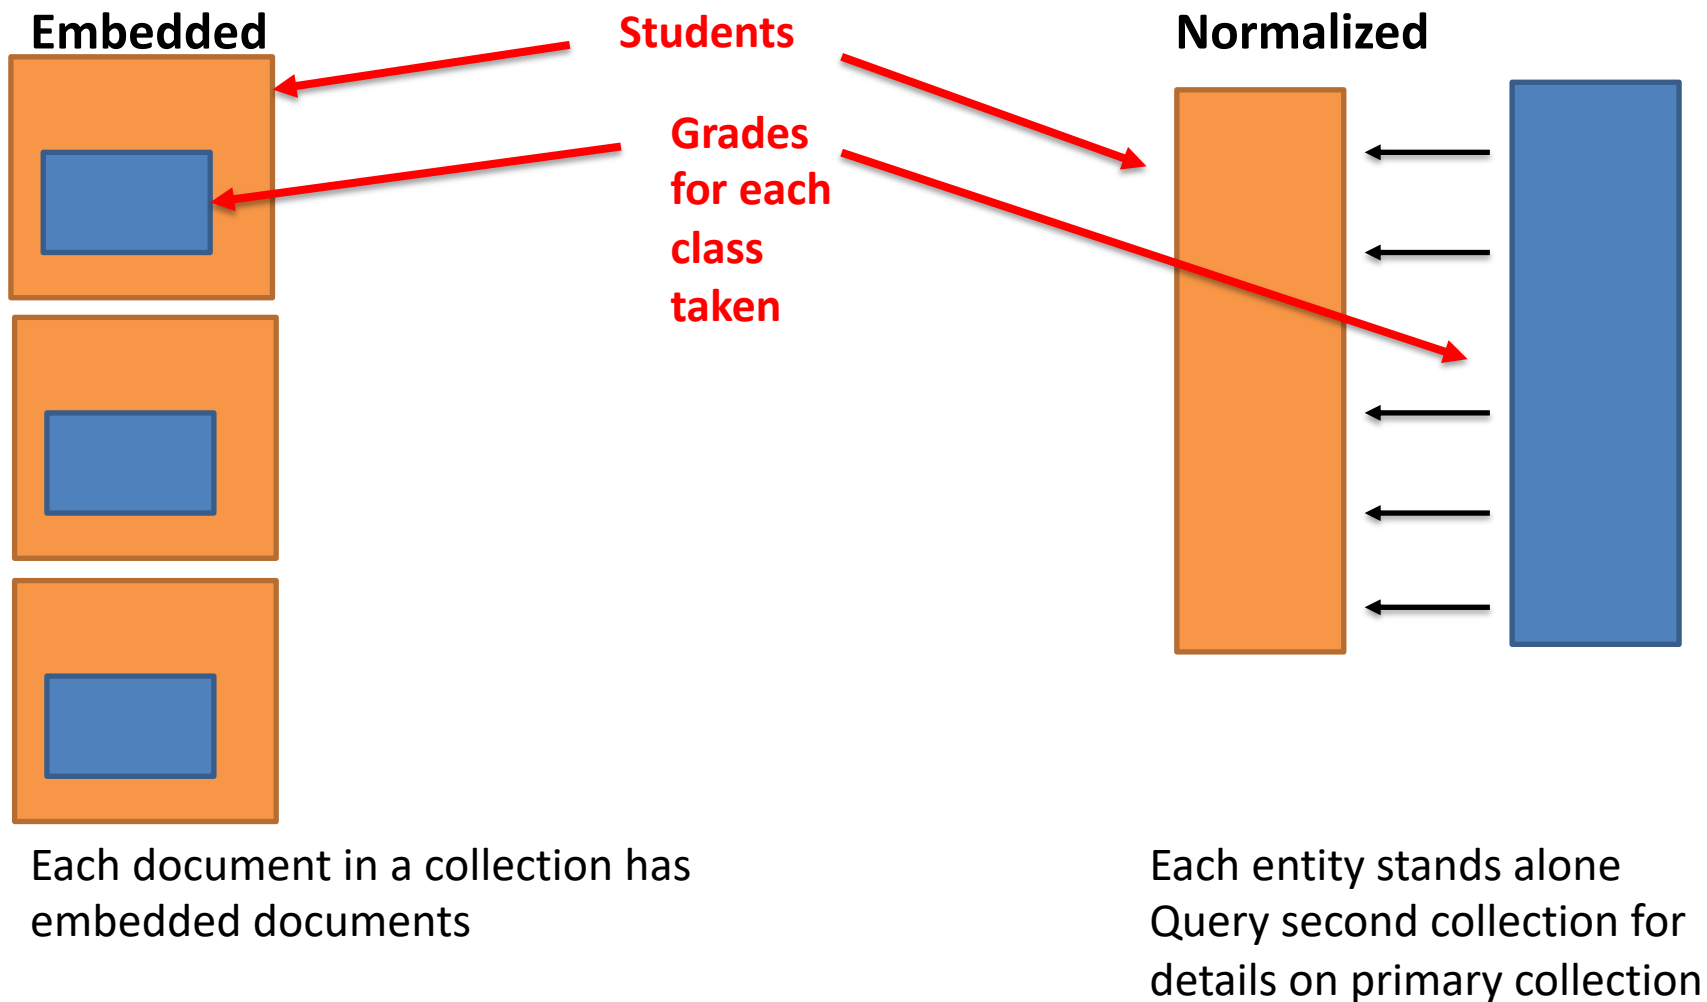 Embedded
Students
Normalized
Grades
for each
class
taken
Each document in a collection has
embedded documents
Each entity stands alone
Query second collection for
details on primary collection